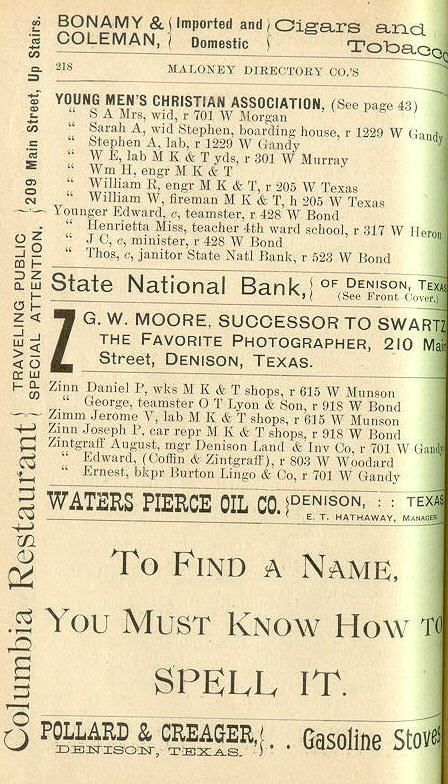 BONAMY & COLEMAN, { Imported and Domestic } Cigars and Tobacco
218 MALONEY DIRECTORY CO.'S
YOUNG MEN'S CHRISTIAN ASSOCIATION, (See page 43)
" S A Mrs, wid, r 701 W Morgan
" Sarah A, wid Stephen, boarding house, r 1229 W Gandy
" Stephen A, lab, r 1229 W Gandy
" W E, lab M K & T yds, r 301 W Murray
" Wm H, engr M K & T
" William R, engr M K & T, r 205 W Texas
" William W, fireman M K & T, h 205 W Texas
Younger Edward, c, teamster, r 428 W Bond
" Henrietta Miss, teacher 4th ward school, r 317 W Heron
" J C, c, minister, r 428 W Bond
" Thos, c, janitor State Natl Bank, r 523 W Bond
State National Bank, { OF DENISON, TEXAS
(See Front Cover.)
Z
G. W. MOORE, SUCCESSOR TO SWARTZ
THE FAVORITE PHOTOGRAPHER, 210 Main
Street, DENISON, TEXAS.
Zinn Daniel P, wks M K & T shops, r 615 W Munson
" George, teamster O T Lyon & Son, r 918 W Bond
Zimm Jerome V, lab M K & T shops, r 615 W Munson
Zinn Joseph P, car repr M K & T shops, r 918 W Bond
Zintgraff August, mgr Denison Land & Inv Co, r 701 W Gandy
" Edward, (Coffin & Zintgraff), r 803 W Woodard
" Ernest, bkpr Burton Lingo & Co, r 701 W Gandy
WATERS PIERCE OIL CO. } DENISON, : : TEXAS
E. T. HATHAWAY, MANAGER
TO FIND A NAME,
YOU MUST KNOW HOW TO
SPELL IT.
POLLARD & CREAGER, } . . Gasoline Stoves
DENISON, TEXAS.
Columbia Restaurant { TRAVELING PUBLIC SPECIAL ATTENTION. } 209 Main Street, Up Stairs.